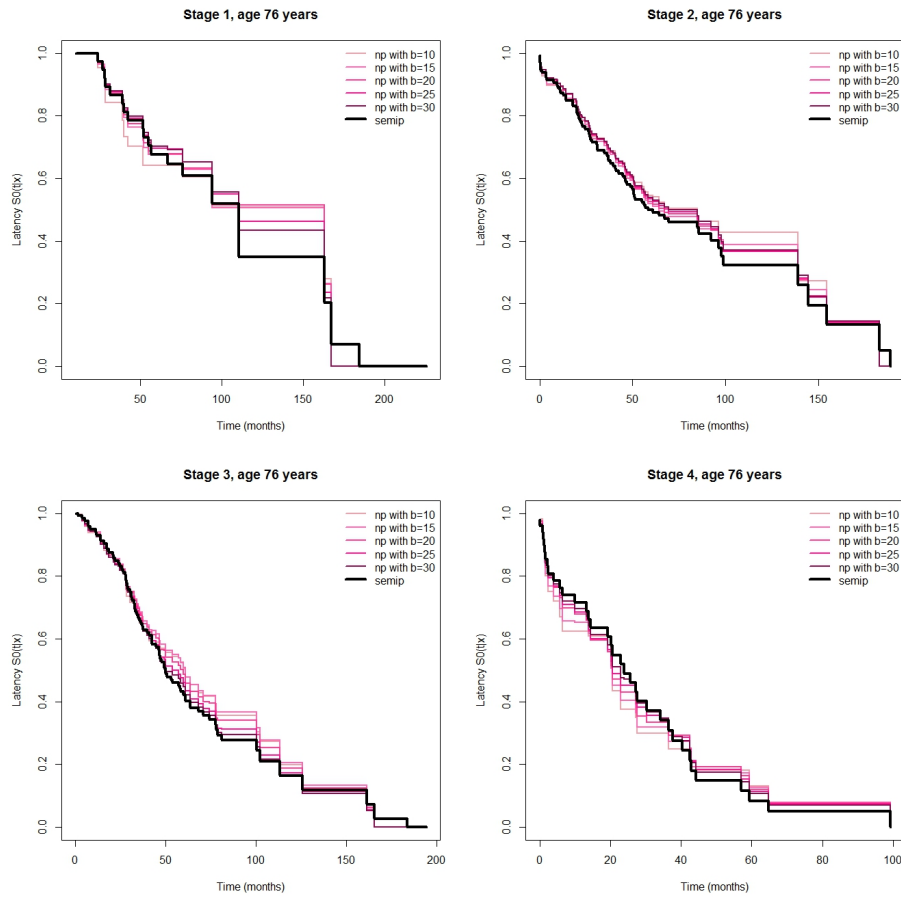 Stage 1, age 76 years
Latency S0(t|x)
1.0
0.8
0.6
0.4
0.2
0.0
np with b=10
np with b=15
np with b=20
np with b=25
np with b=30
semip
50
100
150
200
Time (months)
Stage 2, age 76 years
Latency S0(t|x)
1.0
0.8
0.6
0.4
0.2
0.0
np with b=10
np with b=15
np with b=20
np with b=25
np with b=30
semip
0
50
100
150
Time (months)
Stage 3, age 76 years
Latency S0(t|x)
1.0
0.8
0.6
0.4
0.2
0.0
np with b=10
np with b=15
np with b=20
np with b=25
np with b=30
semip
0
50
100
150
200
Time (months)
Stage 4, age 76 years
Latency S0(t|x)
1.0
0.8
0.6
0.4
0.2
0.0
np with b=10
np with b=15
np with b=20
np with b=25
np with b=30
semip
0
20
40
60
80
100
Time (months)